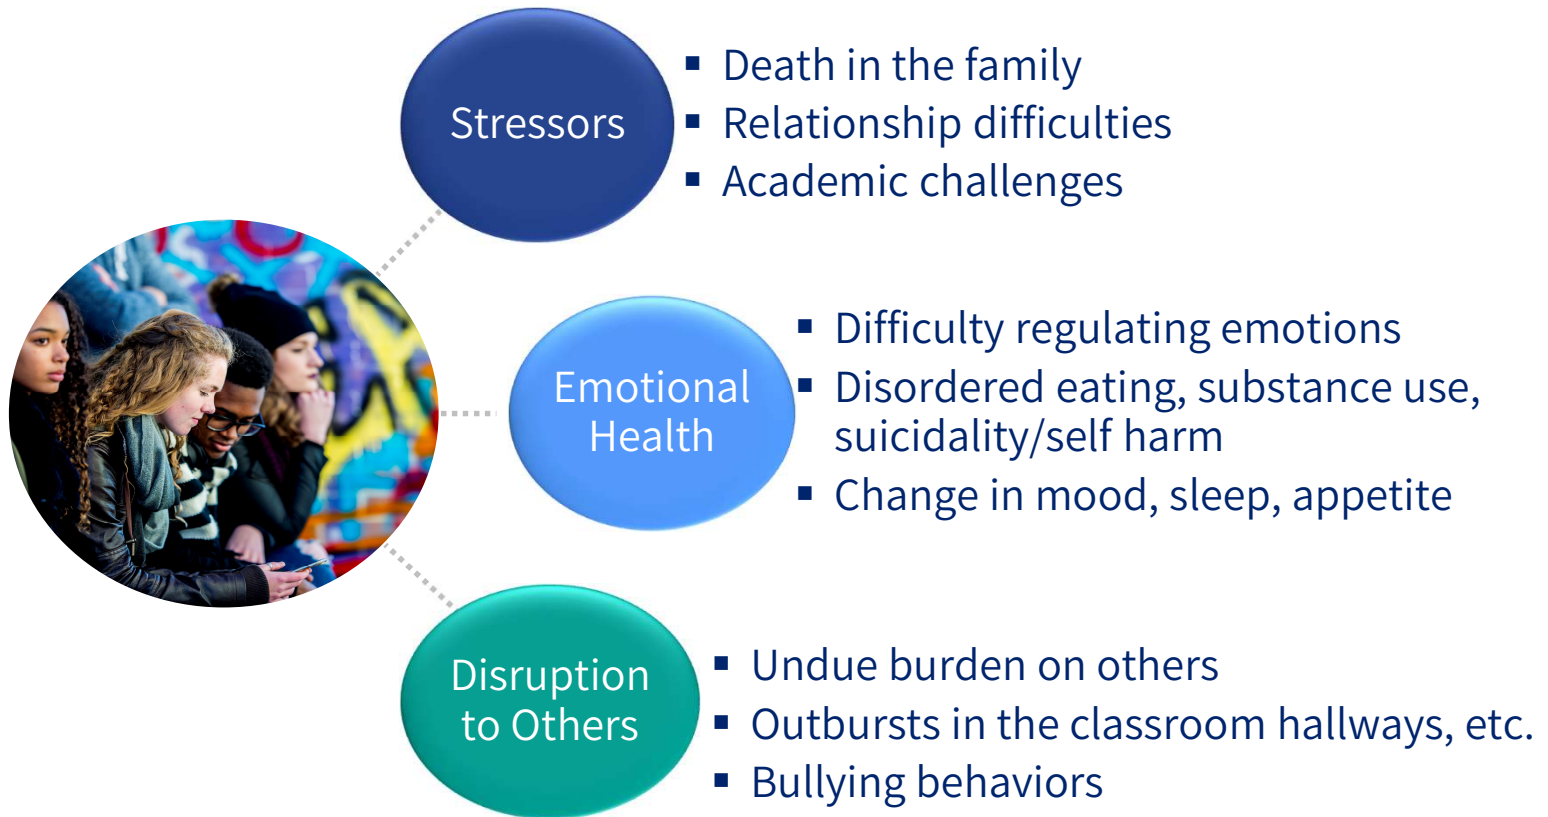 Stressors
▪ Death in the family
▪ Relationship difficulties
▪ Academic challenges
Emotional
Health
▪ Difficulty regulating emotions
▪ Disordered eating, substance use,
suicidality/self harm
▪ Change in mood, sleep, appetite
Disruption
to Others
▪ Undue burden on others
▪ Outbursts in the classroom hallways, etc.
▪ Bullying behaviors